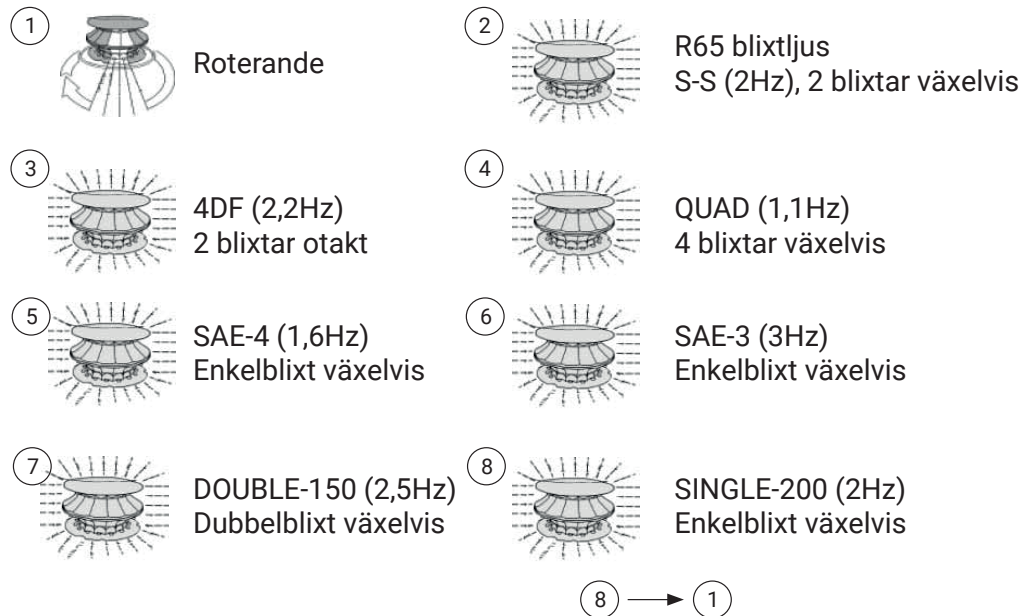 1
Roterande
2
R65 blixtljus
S-S (2Hz), 2 blixtar växelvis
3
4DF (2,2Hz)
2 blixtar otakt
4
QUAD (1,1Hz)
4 blixtar växelvis
5
SAE-4 (1,6Hz)
Enkelblixt växelvis
6
SAE-3 (3Hz)
Enkelblixt växelvis
7
DOUBLE-150 (2,5Hz)
Dubbelblixt växelvis
8
SINGLE-200 (2Hz)
Enkelblixt växelvis
8 → 1